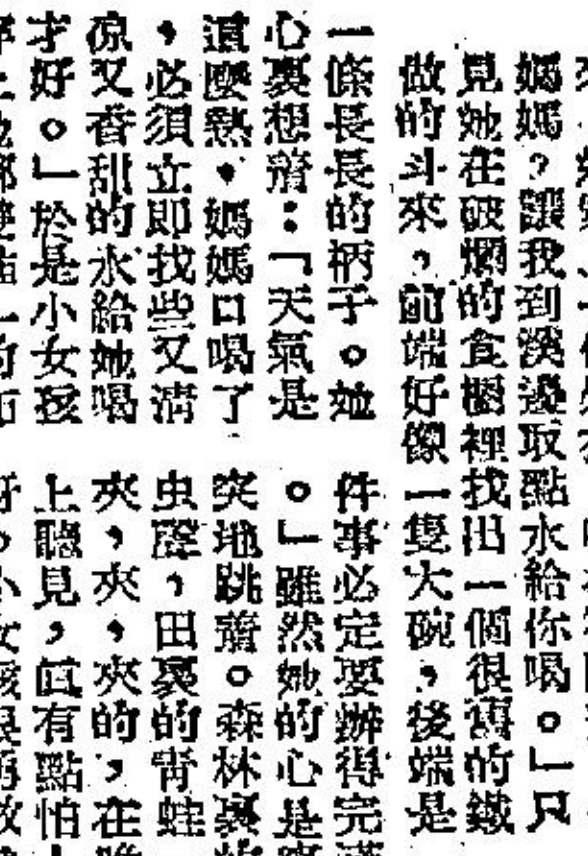 媽媽?讓我到溪邊取點水給你喝。」只
見她在破爛的食櫥裡找出一個很舊的鐵
做的斗來,前端好像一隻大碗,後端是
一條長長的柄子。她
心裏想著:「天氣是
這麼熱,媽媽口喝了
,必須立即找些又清
涼又香甜的水給她喝
才好。」於是小女孩
件事必定要辦得完
。」雖然她的心是
突地跳著。森林裏
虫聲,田裏的青蛙
夾,夾,夾的,在
上聽見,有點怕